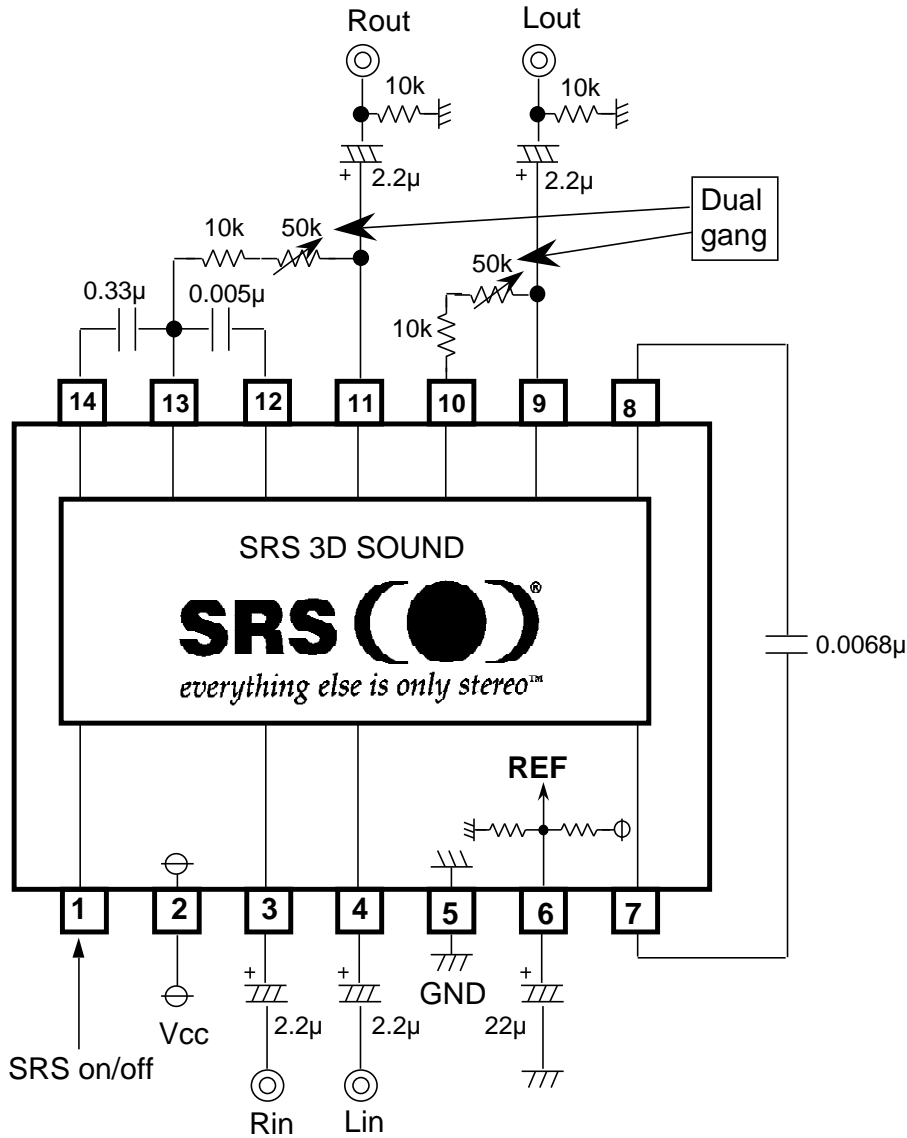 Rout Lout
10k 10k
+ 2.2µ + 2.2µ
Dual
gang
10k 50k
50k
0.33µ 0.005µ
10k
14 13 12 11 10 9 8
SRS 3D SOUND
SRS ®
everything else is only stereo™
0.0068µ
REF
1 2 3 4 5 6 7
+ + +
GND
2.2µ 2.2µ 22µ
Vcc
SRS on/off
Rin Lin